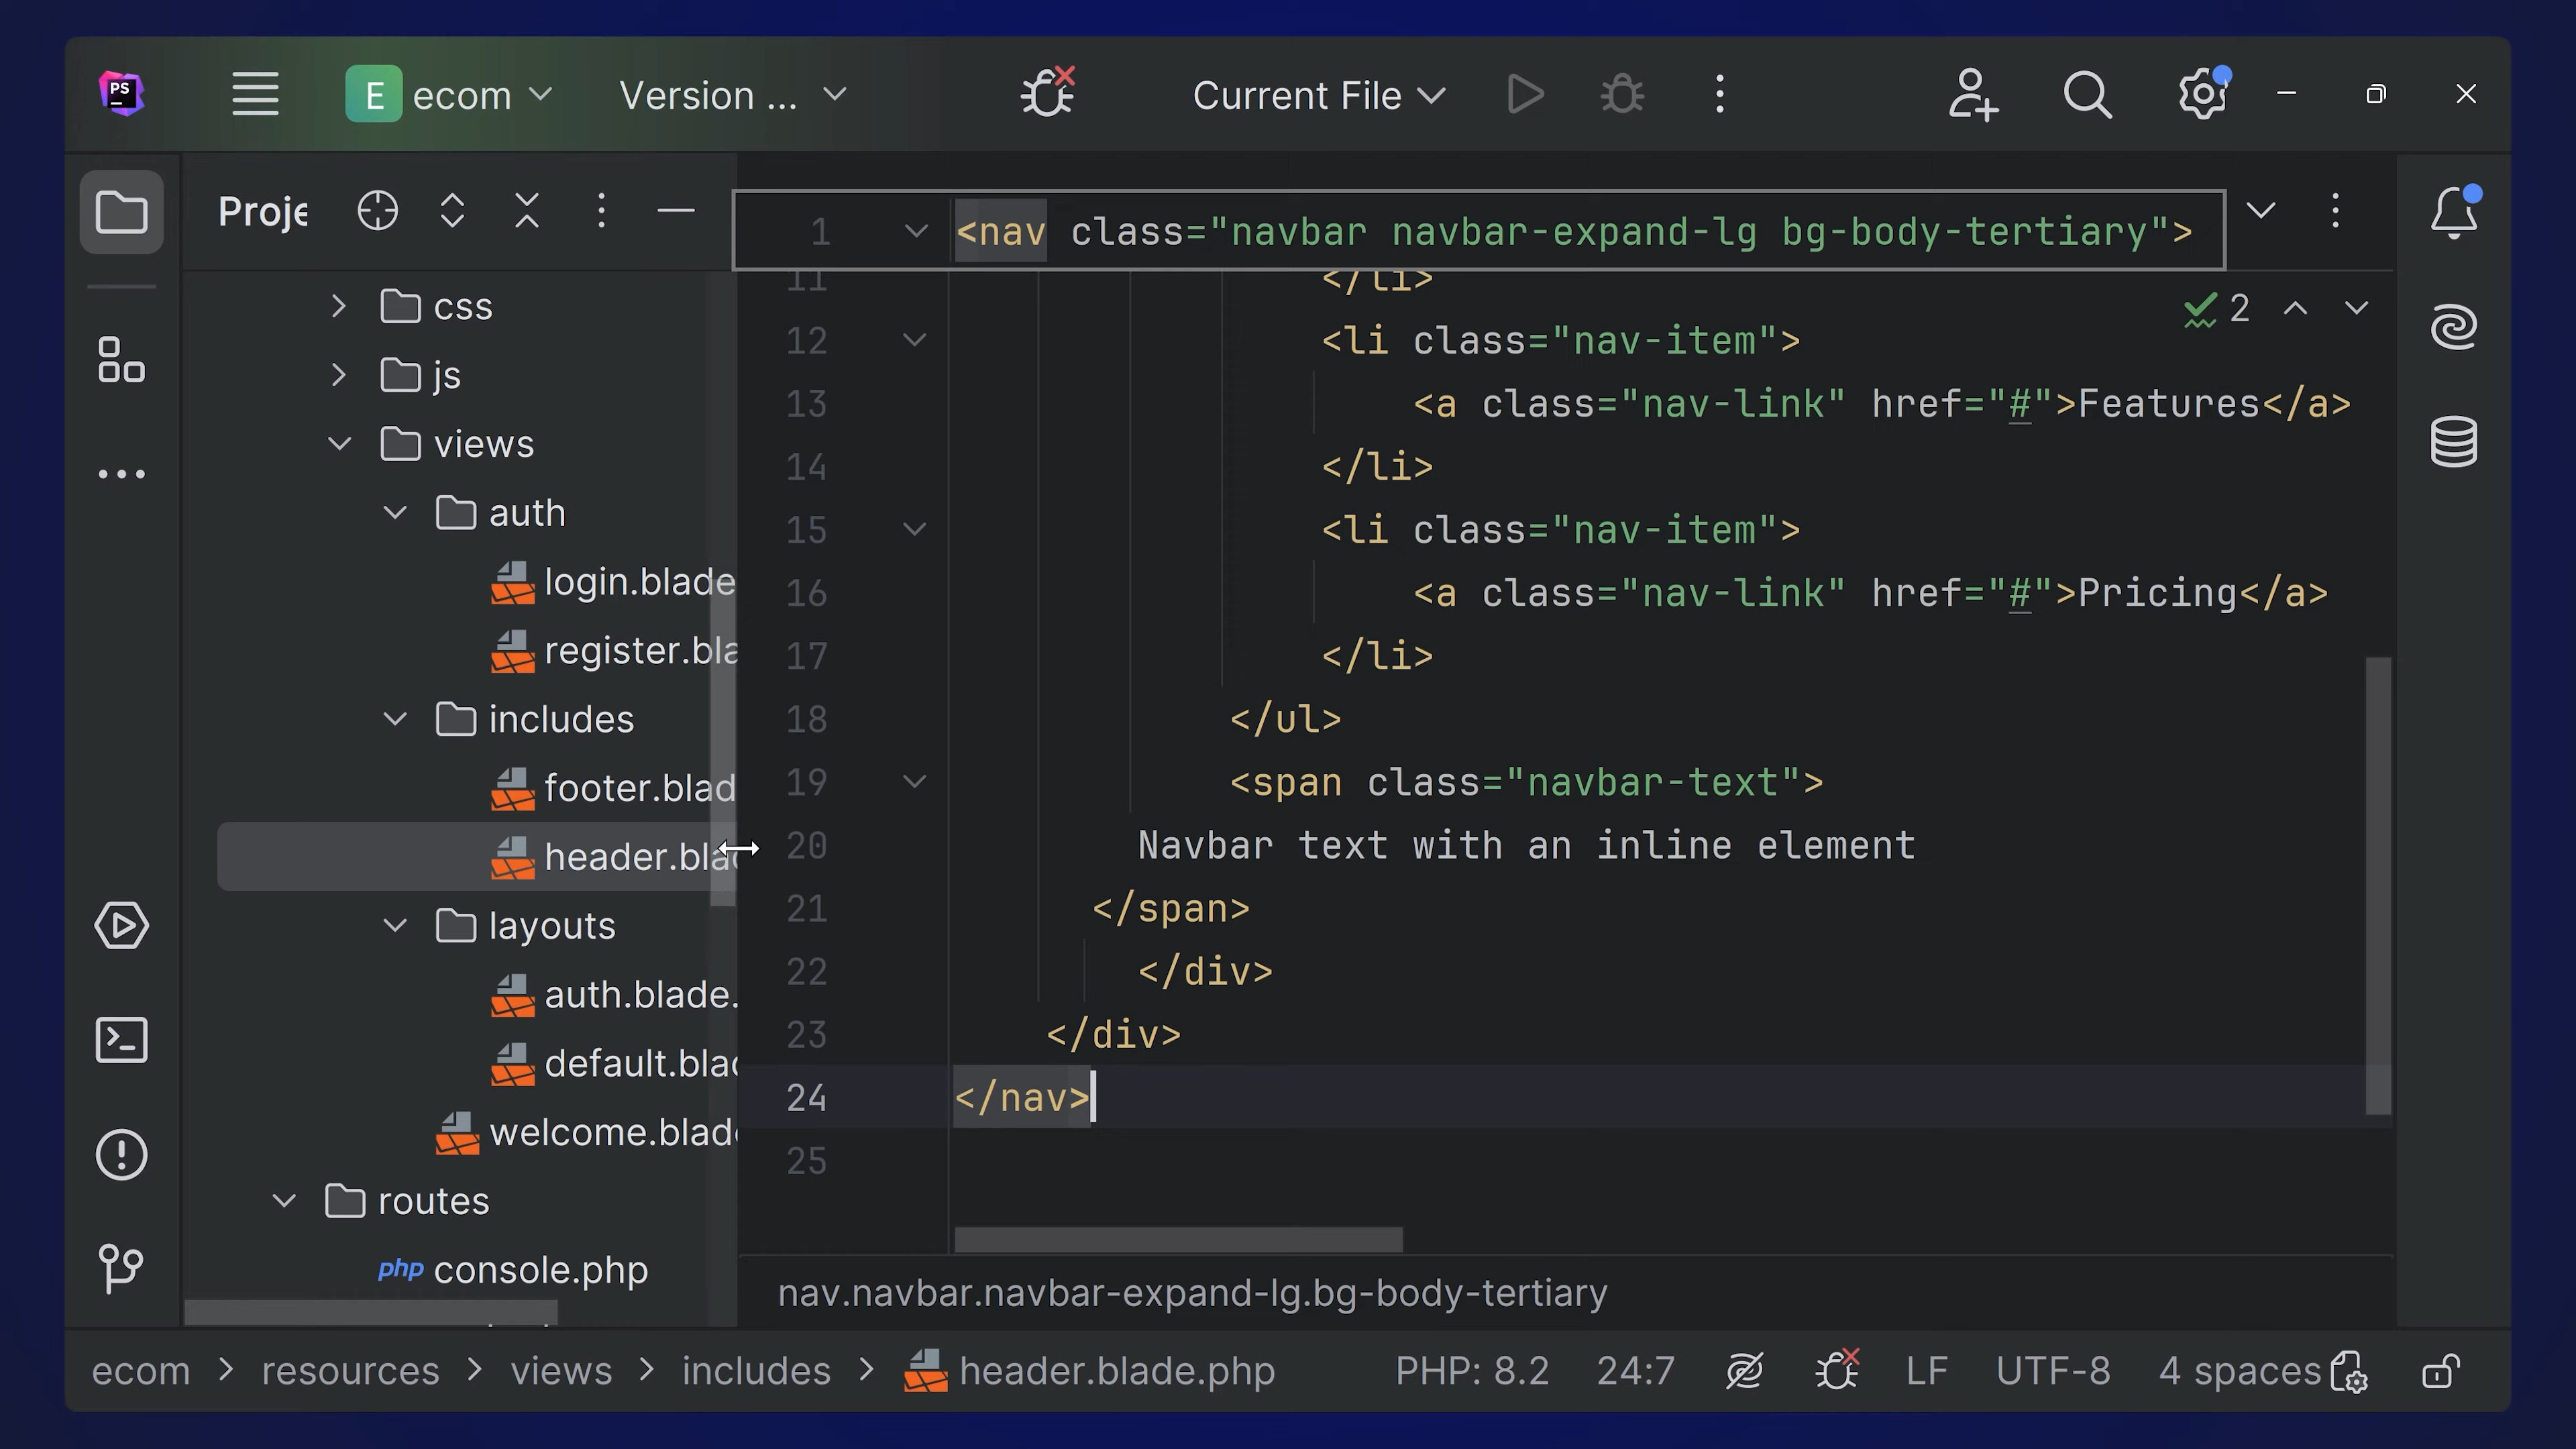 PS
E ecom
Version ...
Current File
Proje
css
js
views
auth
login.blade
register.bla
includes
footer.blad
header.blad
layouts
auth.blade.
default.blad
welcome.blade
routes
php console.php
1 <nav class="navbar navbar-expand-lg bg-body-tertiary">
11 </li>
2
12 <li class="nav-item">
13 <a class="nav-link" href="#">Features</a>
14 </li>
15 <li class="nav-item">
16 <a class="nav-link" href="#">Pricing</a>
17 </li>
18 </ul>
19 <span class="navbar-text">
20 Navbar text with an inline element
21 </span>
22 </div>
23 </div>
24 </nav>
25
nav.navbar.navbar-expand-lg.bg-body-tertiary
ecom > resources > views > includes > header.blade.php
PHP: 8.2 24:7 LF UTF-8 4 spaces